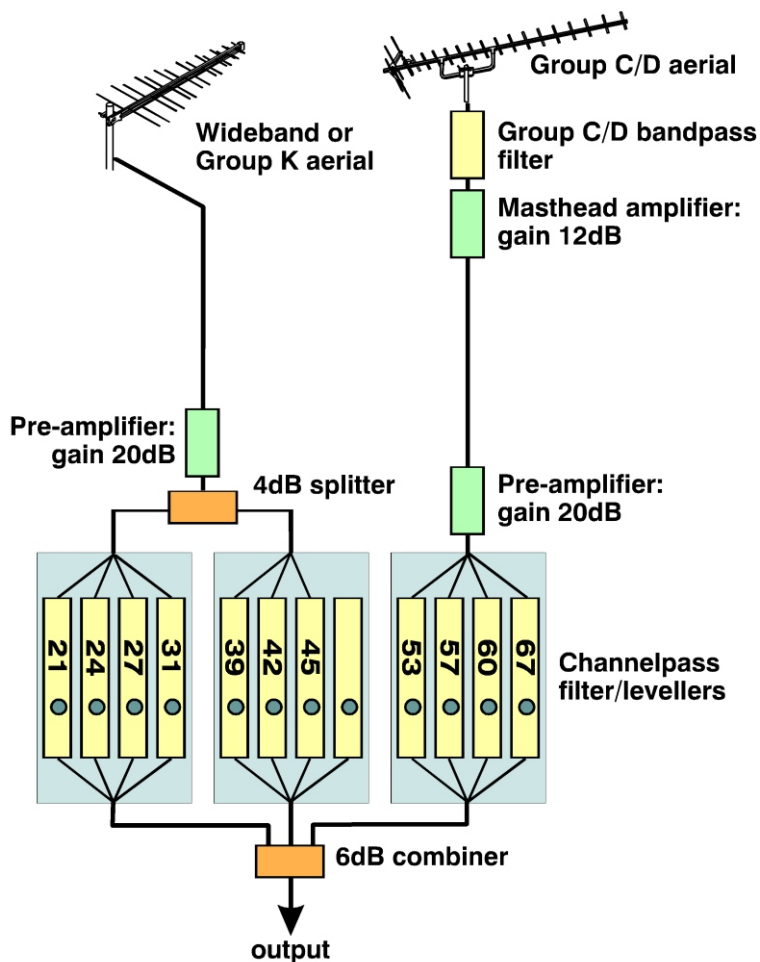 Group C/D aerial
Wideband or
Group K aerial
Group C/D bandpass
filter
Masthead amplifier:
gain 12dB
Pre-amplifier:
gain 20dB
4dB splitter
Pre-amplifier:
gain 20dB
21
24
27
31
39
42
45
53
57
60
67
Channelpass
filter/levellers
6dB combiner
output